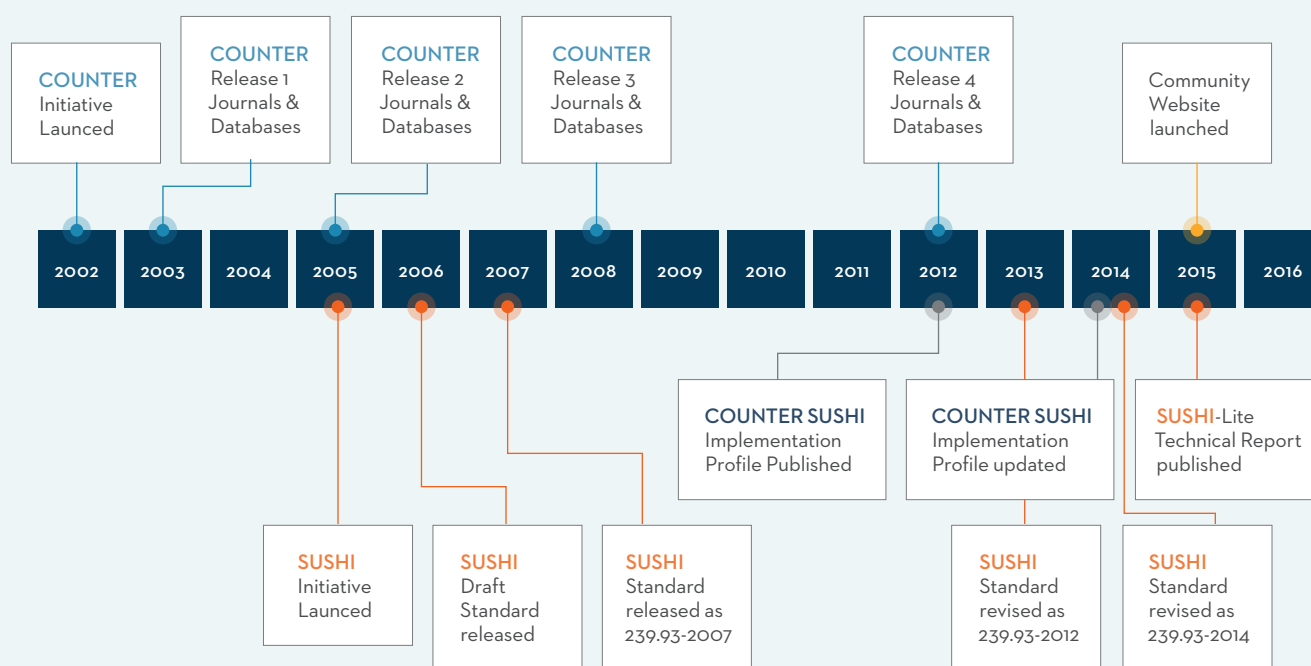 COUNTER
Initiative
Launced
COUNTER
Release 1
Journals &
Databases
COUNTER
Release 2
Journals &
Databases
COUNTER
Release 3
Journals &
Databases
COUNTER
Release 4
Journals &
Databases
Community
Website
launched
2002 2003 2004 2005 2006 2007 2008 2009 2010 2011 2012 2013 2014 2015 2016
COUNTER SUSHI
Implementation
Profile Published
COUNTER SUSHI
Implementation
Profile updated
SUSHI-Lite
Technical Report
published
SUSHI
Initiative
Launced
SUSHI
Draft
Standard
released
SUSHI
Standard
released as
239.93-2007
SUSHI
Standard
revised as
239.93-2012
SUSHI
Standard
revised as
239.93-2014